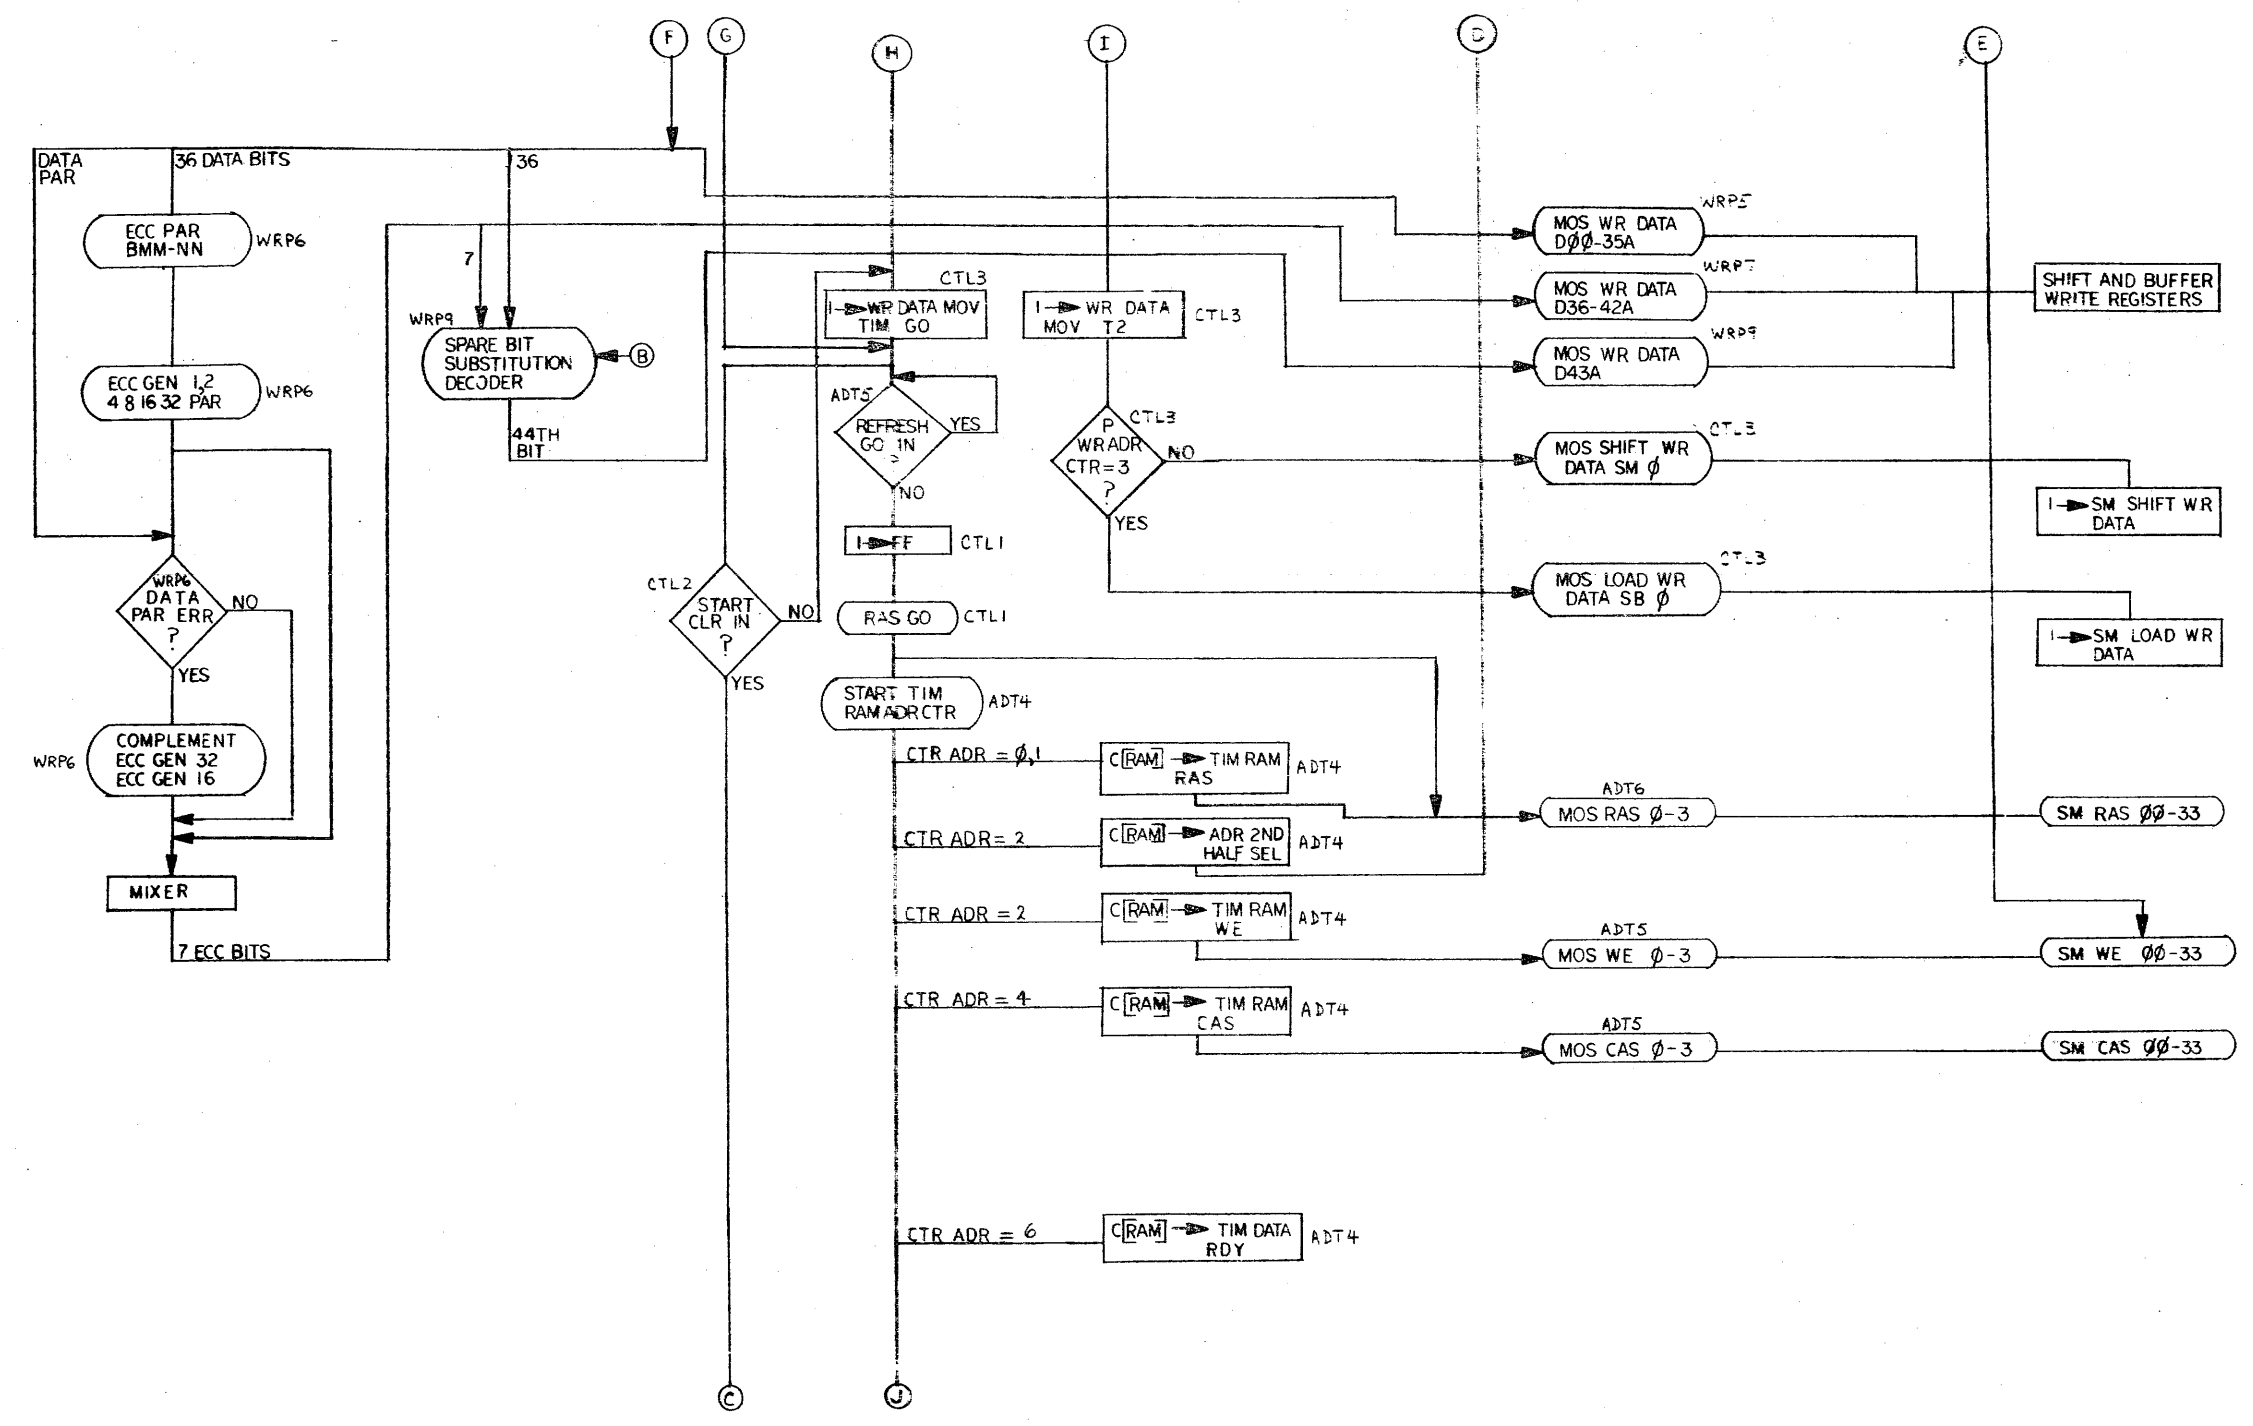 F
G
H
I
D
E
DATA
PAR
36 DATA BITS
36
ECC PAR
BMM-NN
WRP6
7
WRP9
SPARE BIT
SUBSTITUTION
DECODER
B
44TH
BIT
ECC GEN 1,2
4 8 16 32 PAR
WRP6
WRP6
DATA
PAR ERR
?
NO
YES
WRP6
COMPLEMENT
ECC GEN 32
ECC GEN 16
MIXER
7 ECC BITS
CTL2
START
CLR IN
?
NO
YES
C
CTL3
1→WR DATA MOV
TIM GO
ADT5
REFRESH
GO IN
?
YES
NO
1→FF
CTL1
RAS GO
CTL1
START TIM
RAM ADR CTR
ADT4
CTR ADR = Ø,1
C[RAM] → TIM RAM
RAS
ADT4
CTR ADR = 2
C[RAM] → ADR 2ND
HALF SEL
ADT4
CTR ADR = 2
C[RAM] → TIM RAM
WE
ADT4
CTR ADR = 4
C[RAM] → TIM RAM
CAS
ADT4
CTR ADR = 6
C[RAM] → TIM DATA
RDY
ADT4
J
1→ WR DATA
MOV T2
CTL3
CTL3
P
WR ADR
CTR=3
?
NO
YES
WRP5
MOS WR DATA
DØØ-35A
WRP7
MOS WR DATA
D36-42A
WRP9
MOS WR DATA
D43A
SHIFT AND BUFFER
WRITE REGISTERS
CTL3
MOS SHIFT WR
DATA SM Ø
1→SM SHIFT WR
DATA
CTL3
MOS LOAD WR
DATA SB Ø
1→SM LOAD WR
DATA
ADT6
MOS RAS Ø-3
SM RAS ØØ-33
ADT5
MOS WE Ø-3
SM WE ØØ-33
ADT5
MOS CAS Ø-3
SM CAS ØØ-33